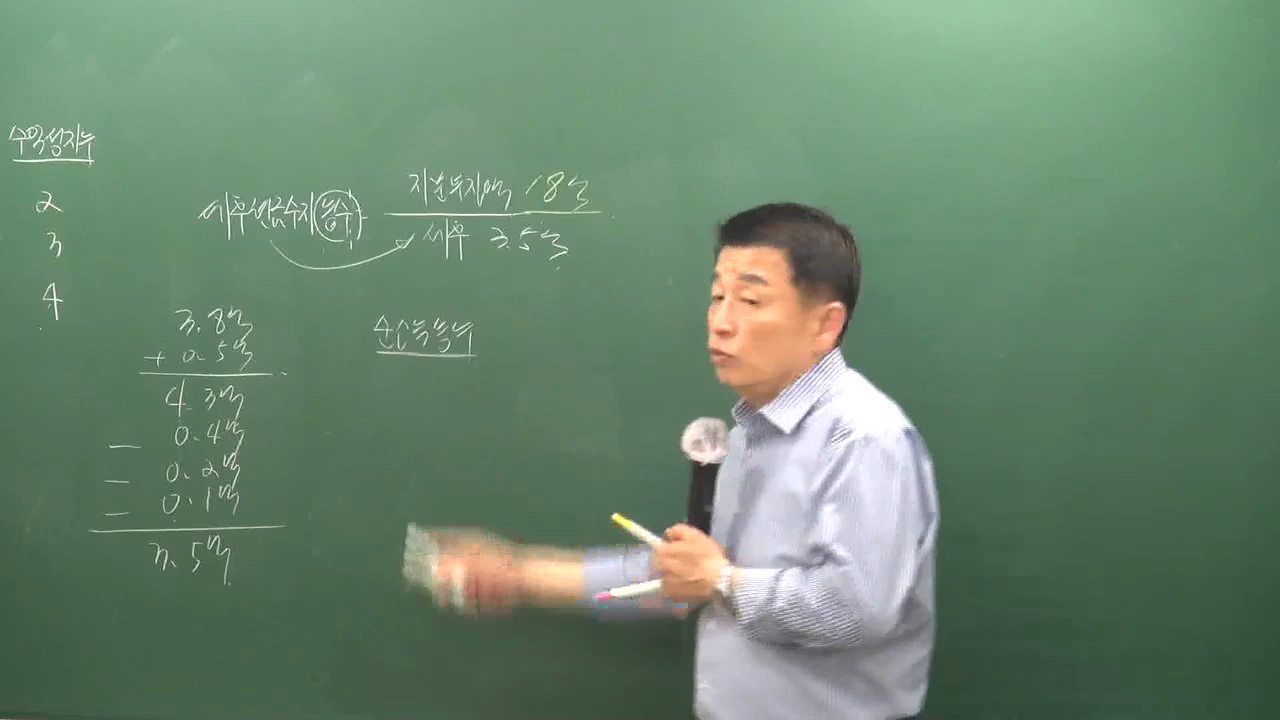 수익성지수
2
3
4
지분투자액 18억
세후현금수지승수
세후 3.5억
3.8억
+ 0.5억
4.3억
- 0.4억
- 0.2억
- 0.1억
3.5억
순소득승수